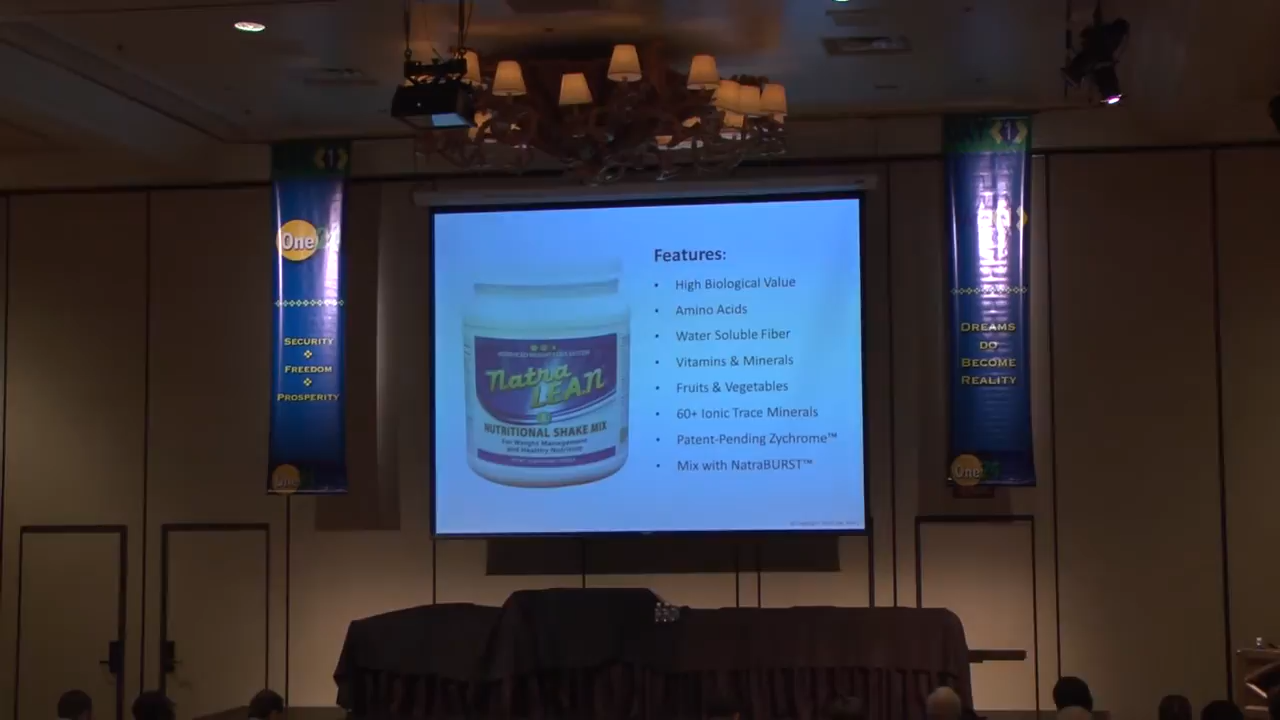 1
One
SECURITY
FREEDOM
PROSPERITY
One
Natra
LEAN
NUTRITIONAL SHAKE MIX
For Weight Management
and Healthy Nutrition
Features:
• High Biological Value
• Amino Acids
• Water Soluble Fiber
• Vitamins & Minerals
• Fruits & Vegetables
• 60+ Ionic Trace Minerals
• Patent-Pending Zychrome™
• Mix with NatraBURST™
1
DREAMS
DO
BECOME
REALITY
One